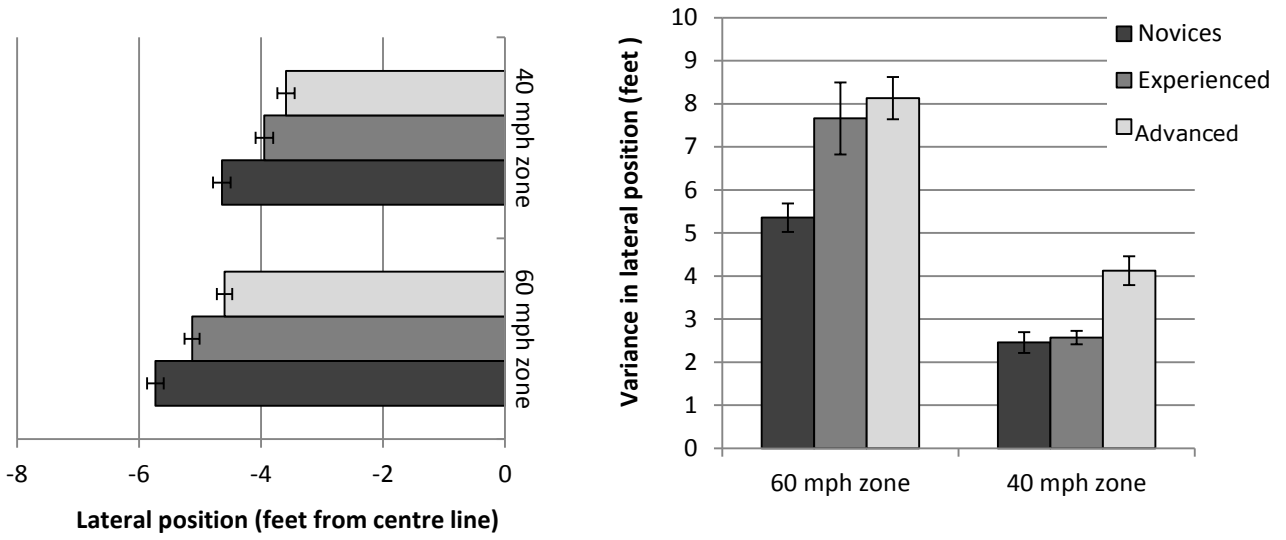 40 mph zone
60 mph zone
-8
-6
-4
-2
0
Lateral position (feet from centre line)
Variance in lateral position (feet )
10
9
8
7
6
5
4
3
2
1
0
60 mph zone
40 mph zone
Novices
Experienced
Advanced